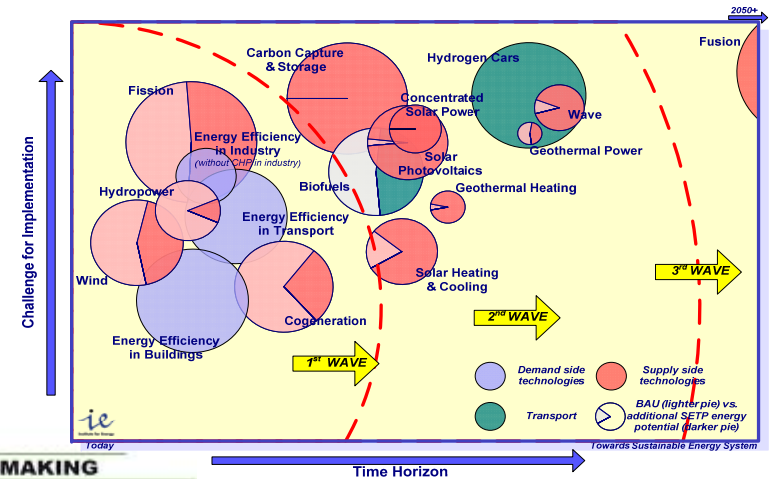 2050+
Fusion
Carbon Capture
& Storage
Hydrogen Cars
Fission
Concentrated
Solar Power
Wave
Energy Efficiency
in Industry
(without CHP in industry)
Geothermal Power
Solar
Photovoltaics
Biofuels
Geothermal Heating
Hydropower
Energy Efficiency
in Transport
Wind
Solar Heating
& Cooling
3rd WAVE
Cogeneration
2nd WAVE
Energy Efficiency
in Buildings
1st WAVE
Demand side
technologies
Supply side
technologies
Transport
BAU (lighter pie) vs.
additional SETP energy
potential (darker pie)
Challenge for Implementation
ie
Institute for Energy
Today
Towards Sustainable Energy System
Time Horizon
MAKING